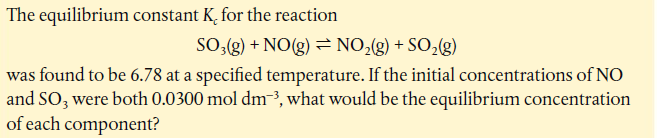 The equilibrium constant K꜀ for the reaction
SO₃(g) + NO(g) ⇌ NO₂(g) + SO₂(g)
was found to be 6.78 at a specified temperature. If the initial concentrations of NO
and SO₃ were both 0.0300 mol dm⁻³, what would be the equilibrium concentration
of each component?